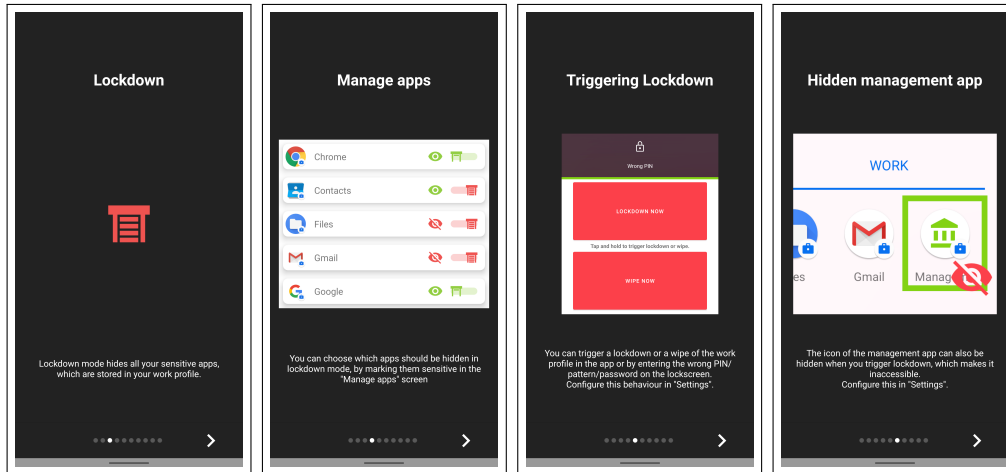 Lockdown
Lockdown mode hides all your sensitive apps,
which are stored in your work profile.
Manage apps
Chrome
Contacts
Files
Gmail
Google
You can choose which apps should be hidden in
lockdown mode, by marking them sensitive in the
"Manage apps" screen
Triggering Lockdown
Wrong PIN
LOCKDOWN NOW
Tap and hold to trigger lockdown or wipe.
WIPE NOW
You can trigger a lockdown or a wipe of the work
profile in the app or by entering the wrong PIN/
pattern/password on the lockscreen.
Configure this behaviour in "Settings".
Hidden management app
WORK
es
Gmail
Manag
The icon of the management app can also be
hidden when you trigger lockdown, which makes it
inaccessible.
Configure this in "Settings".